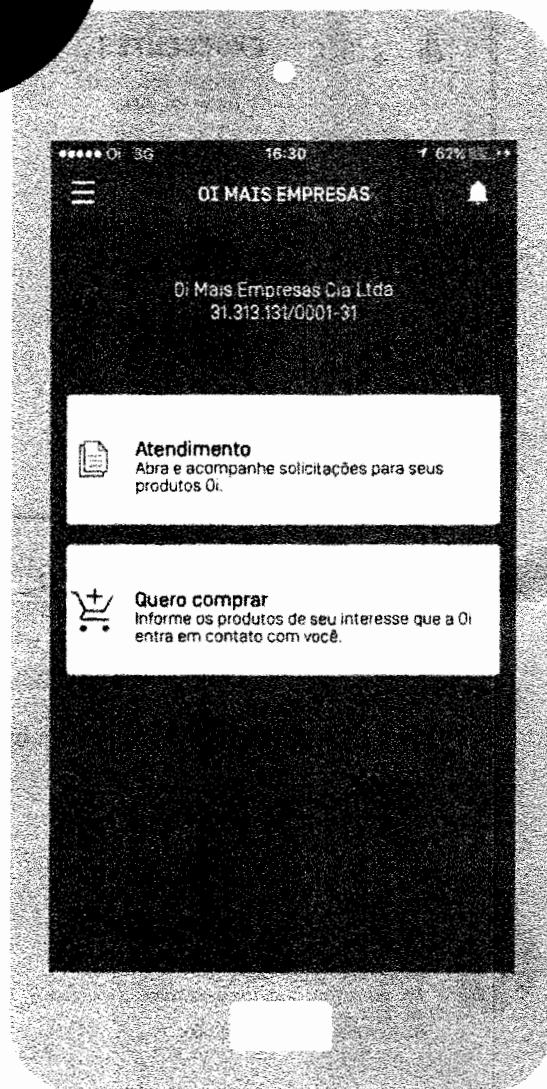 Oi 3G 16:30 62%
OI MAIS EMPRESAS
Oi Mais Empresas Cia Ltda
31.313.131/0001-31
Atendimento
Abra e acompanhe solicitações para seus
produtos Oi.
Quero comprar
Informe os produtos de seu interesse que a Oi
entra em contato com você.